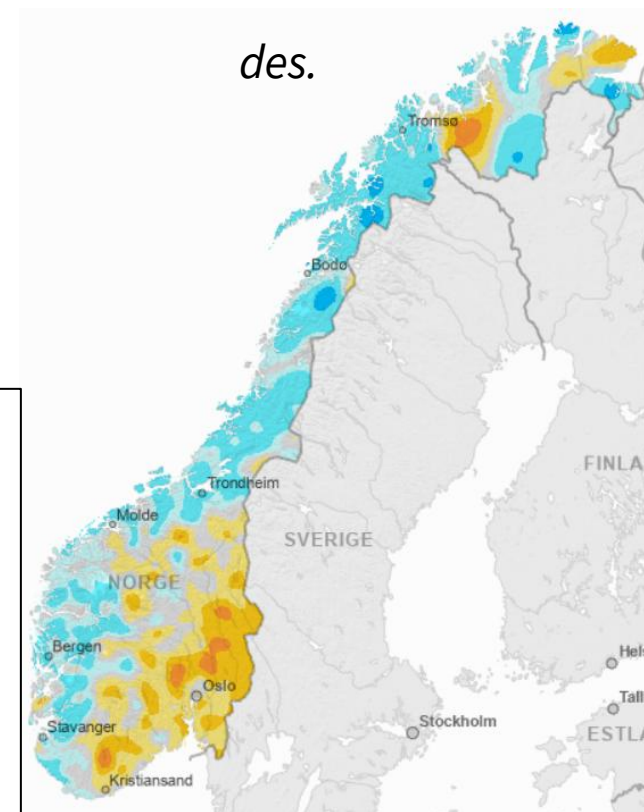 des.
Tromsø
Bodø
FINLA
Trondheim
Molde
SVERIGE
NORGE
Bergen
Hels
Oslo
Tall
Stavanger
Stockholm
ESTLA
Kristiansand